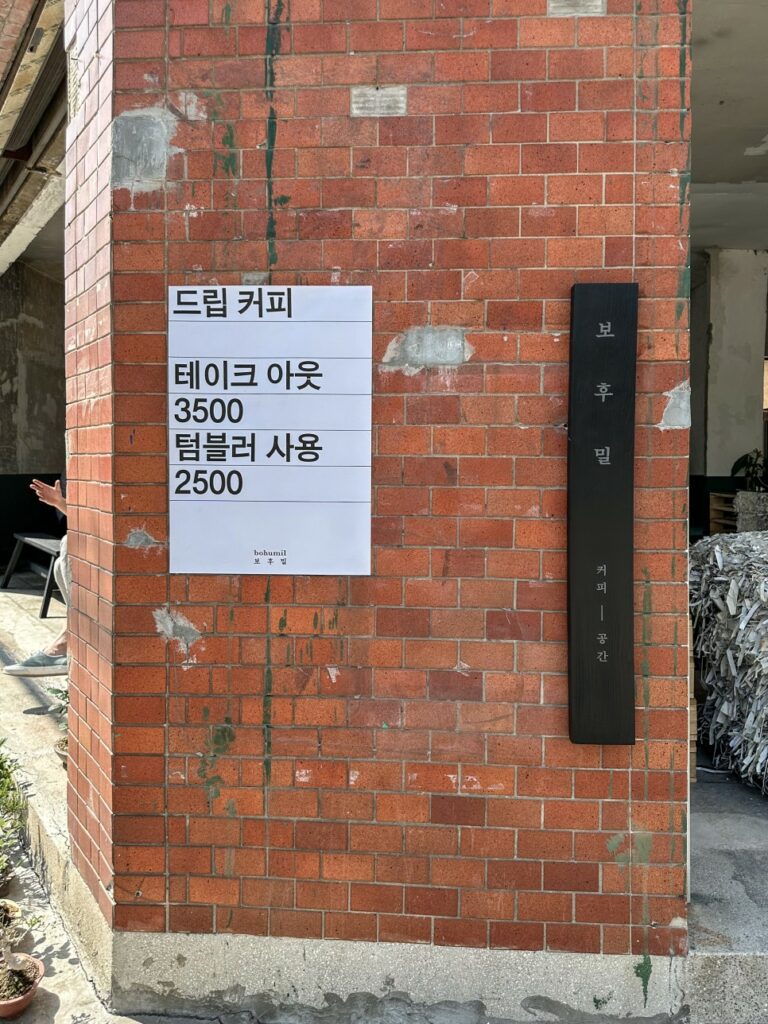 드립 커피
테이크 아웃
3500
텀블러 사용
2500
bohumil
보 후 밀
보후밀
커피 | 공간